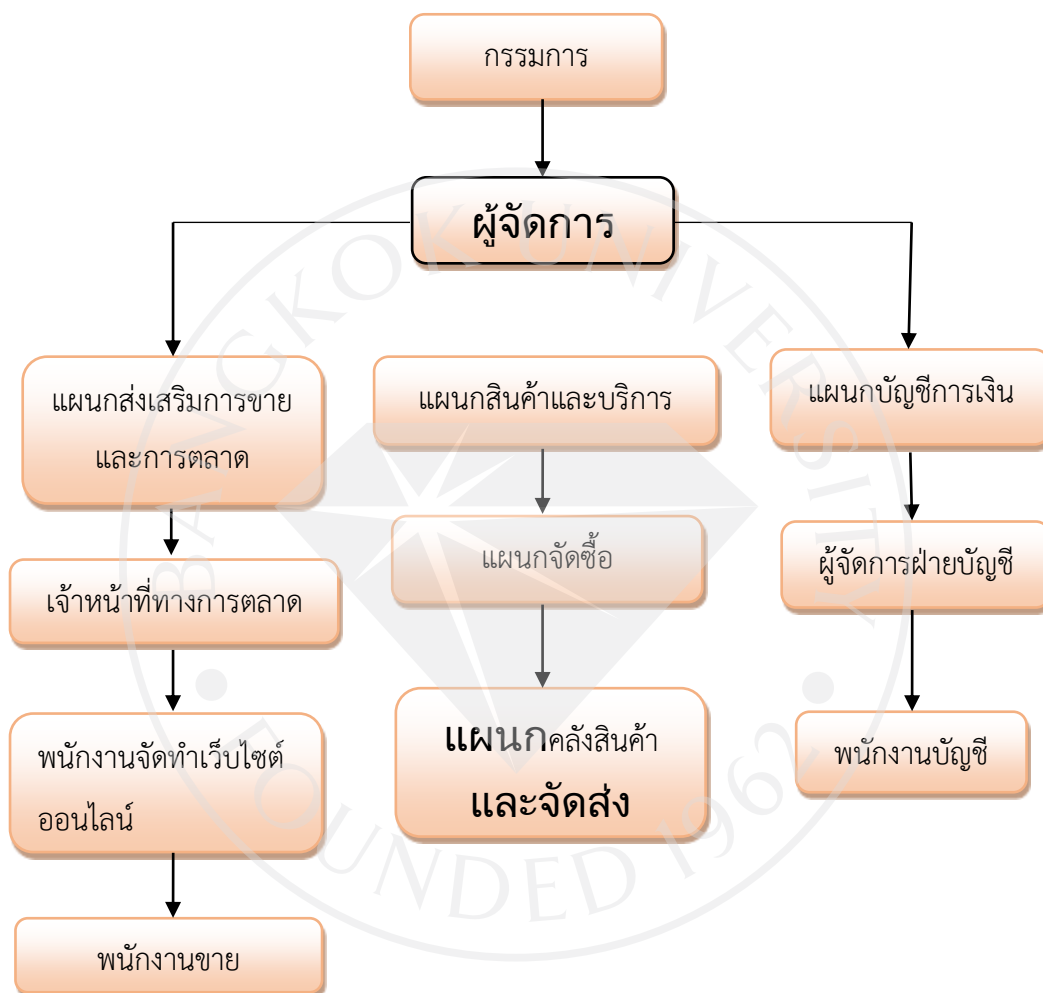 กรรมการ
ผู้จัดการ
แผนกส่งเสริมการขาย
และการตลาด
แผนกสินค้าและบริการ
แผนกบัญชีการเงิน
เจ้าหน้าที่ทางการตลาด
แผนกจัดซื้อ
ผู้จัดการฝ่ายบัญชี
พนักงานจัดทำเว็บไซต์
ออนไลน์
แผนกคลังสินค้า
และจัดส่ง
พนักงานบัญชี
พนักงานขาย
BANGKOK UNIVERSITY
FOUNDED 1962